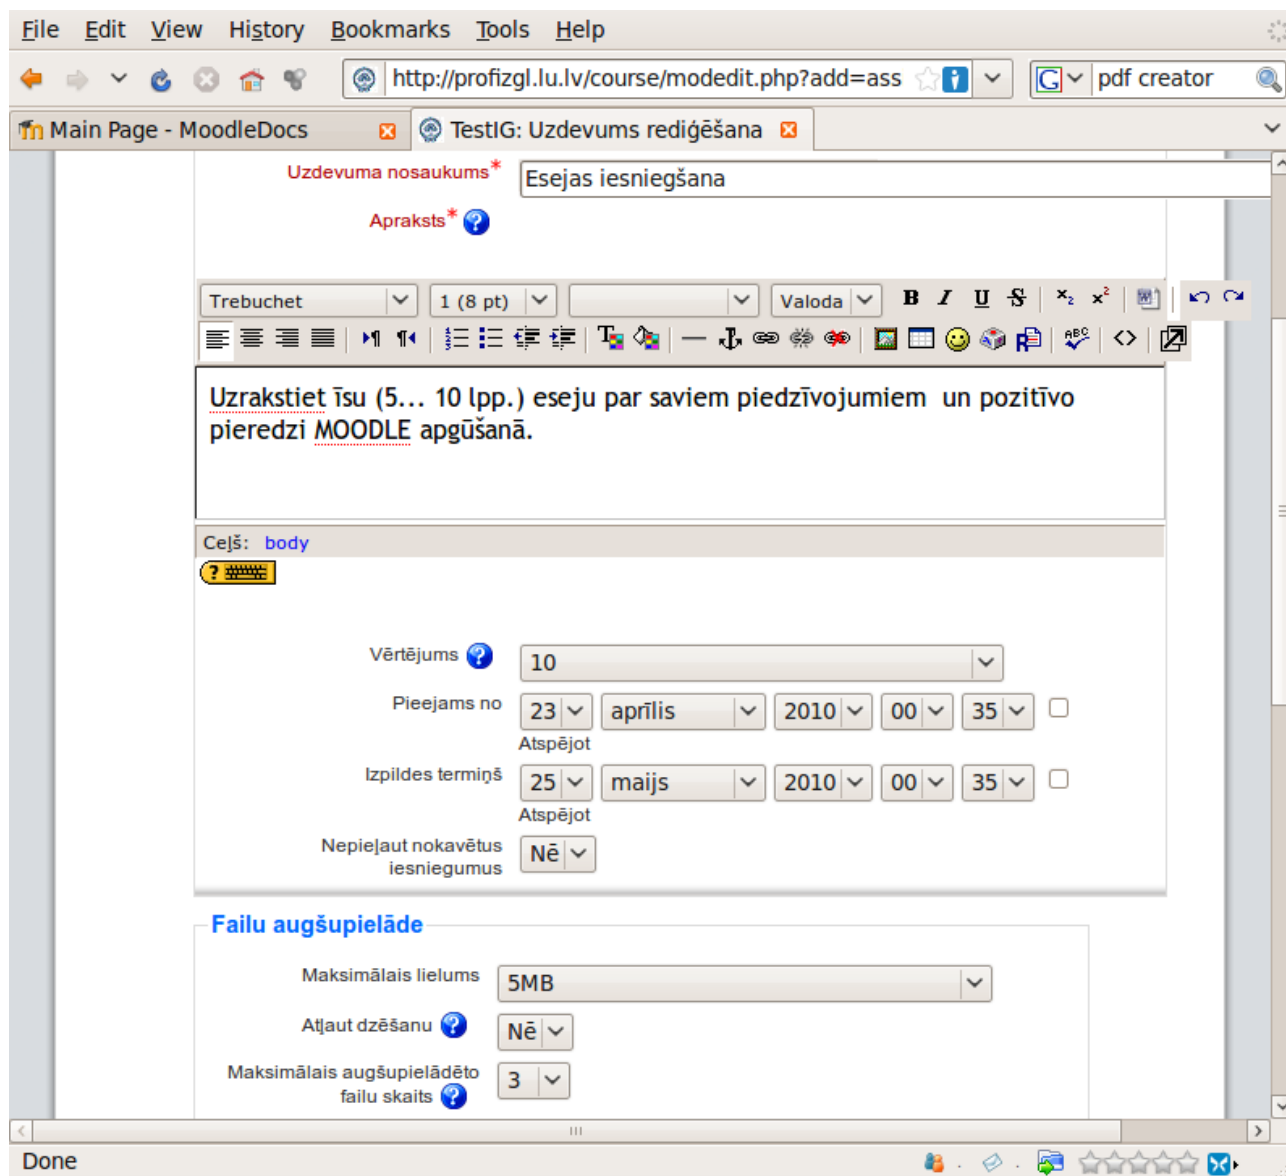 File Edit View History Bookmarks Tools Help
http://profizgl.lu.lv/course/modedit.php?add=ass G pdf creator
Main Page - MoodleDocs TestIG: Uzdevums rediģēšana
Uzdevuma nosaukums* Esejas iesniegšana
Apraksts* ?
Trebuchet 1 (8 pt) Valoda B I U S x₂ x²
ABC <>
Uzrakstiet īsu (5... 10 lpp.) eseju par saviem piedzīvojumiem un pozitīvo
pieredzi MOODLE apgūšanā.
Ceļš: body
?
Vērtējums ? 10
Pieejams no 23 aprīlis 2010 00 35
Atspējot
Izpildes termiņš 25 maijs 2010 00 35
Atspējot
Nepieļaut nokavētus
iesniegumus Nē
Failu augšupielāde
Maksimālais lielums 5MB
Atļaut dzēšanu ? Nē
Maksimālais augšupielādēto
failu skaits ? 3
Done